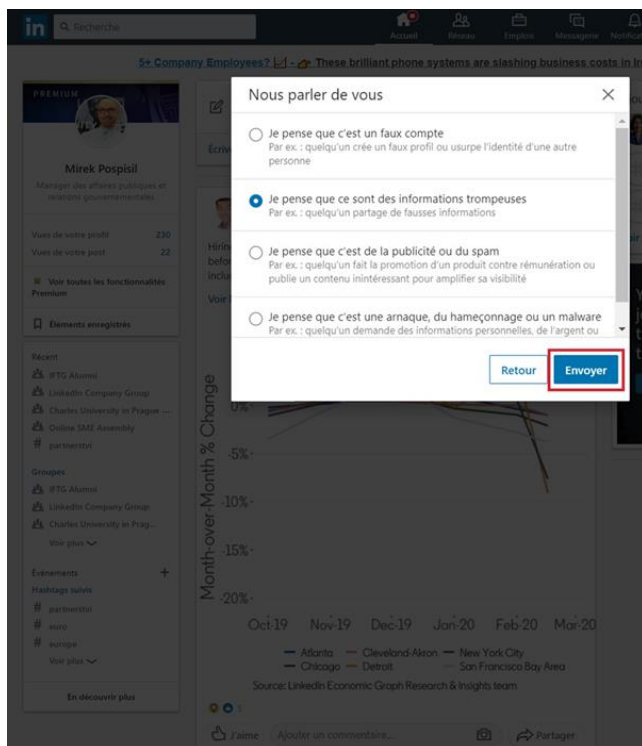 in
Recherche
Accueil
Réseau
Emplois
Messagerie
5+ Company Employees? - These brilliant phone systems are slashing business costs in
PREMIUM
Mirek Pospisil
Manager des affaires publiques et
relations gouvernementales
Vues de votre profil 230
Vues de votre post 22
Voir toutes les fonctionnalités
Premium
Éléments enregistrés
Récent
IFTG Alumni
LinkedIn Company Group
Charles University in Prague ...
Online SME Assembly
# partnerstvi
Groupes
IFTG Alumni
LinkedIn Company Group
Charles University in Prag...
Voir plus
Événements +
Hashtags suivis
# partnerstvi
# euro
# europe
Voir plus
En découvrir plus
Nous parler de vous
Je pense que c'est un faux compte
Par ex. : quelqu'un crée un faux profil ou usurpe l'identité d'une autre
personne
Je pense que ce sont des informations trompeuses
Par ex. : quelqu'un partage de fausses informations
Je pense que c'est de la publicité ou du spam
Par ex. : quelqu'un fait la promotion d'un produit contre rémunération ou
publie un contenu inintéressant pour amplifier sa visibilité
Je pense que c'est une arnaque, du hameçonnage ou un malware
Par ex. : quelqu'un demande des informations personnelles, de l'argent ou
Retour
Envoyer
Month-over-Month % Change
0%
-5%
-10%
-15%
-20%
Oct-19 Nov-19 Dec-19 Jan-20 Feb-20 Mar-20
Atlanta Cleveland-Akron New York City
Chicago Detroit San Francisco Bay Area
Source: LinkedIn Economic Graph Research & Insights team
J'aime
Ajouter un commentaire...
Partager